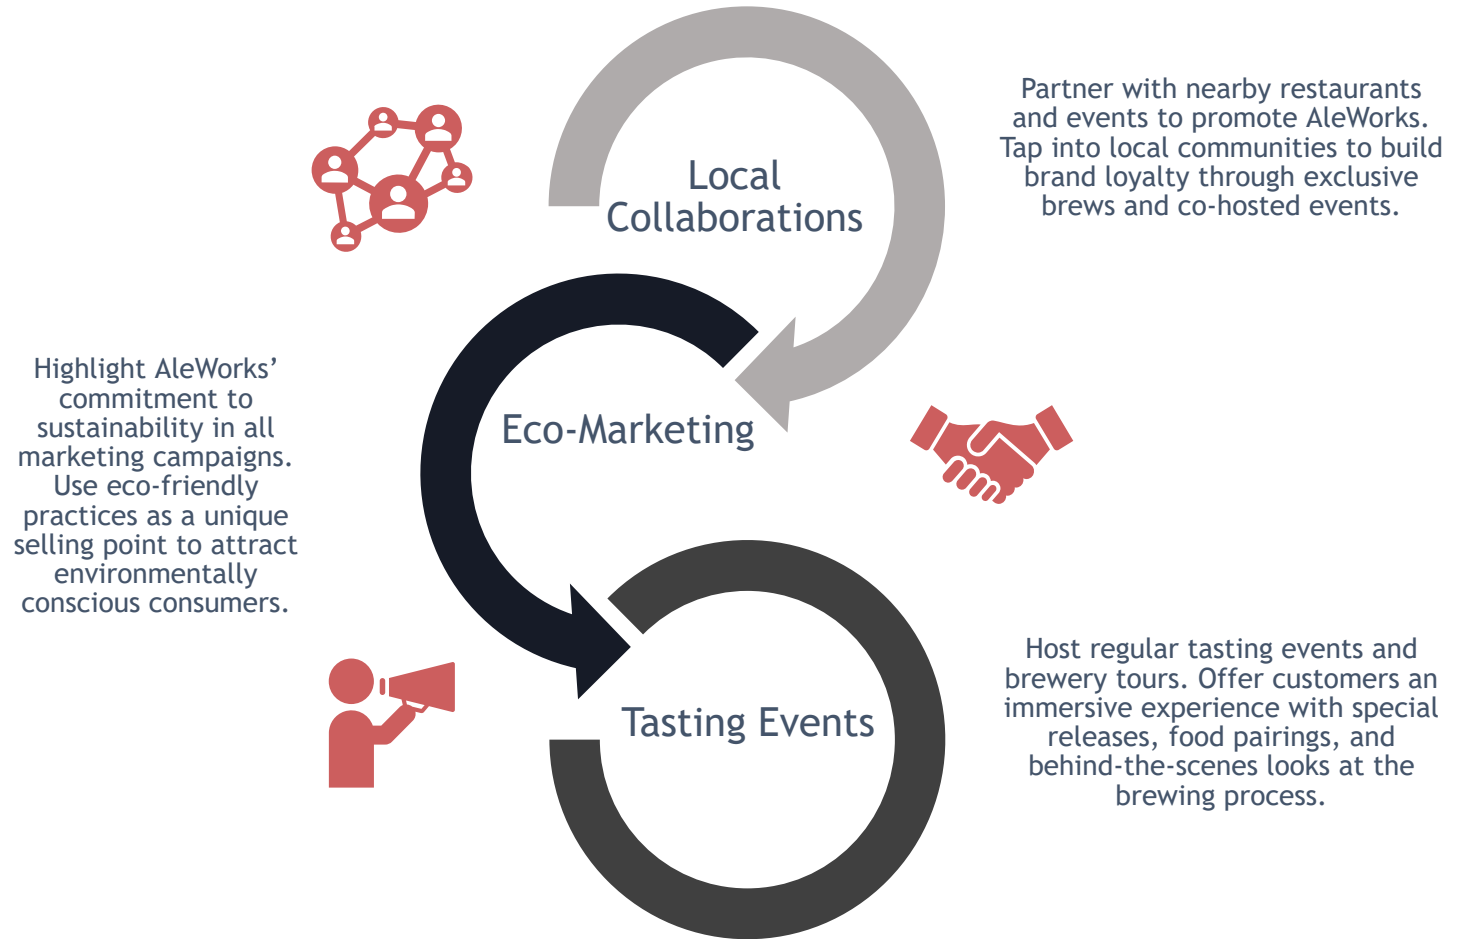 Local
Collaborations
Partner with nearby restaurants
and events to promote AleWorks.
Tap into local communities to build
brand loyalty through exclusive
brews and co-hosted events.
Eco-Marketing
Highlight AleWorks’
commitment to
sustainability in all
marketing campaigns.
Use eco-friendly
practices as a unique
selling point to attract
environmentally
conscious consumers.
Tasting Events
Host regular tasting events and
brewery tours. Offer customers an
immersive experience with special
releases, food pairings, and
behind-the-scenes looks at the
brewing process.